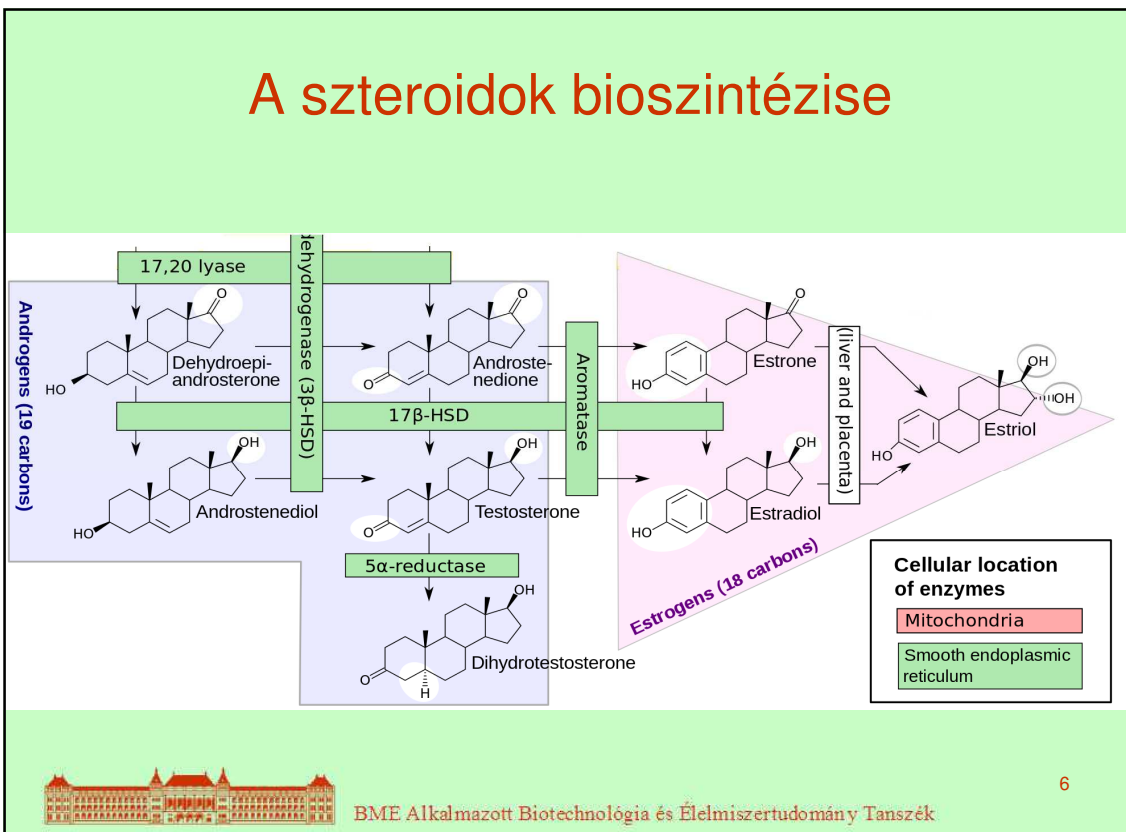 A szteroidok bioszintézise
17,20 lyase
dehydrogenase (3β-HSD)
Androgens (19 carbons)
O
HO
Dehydroepi-
androsterone
O
O
Androste-
nedione
Aromatase
O
HO
Estrone
(liver and placenta)
OH
OH
HO
Estriol
17β-HSD
OH
HO
Androstenediol
OH
O
Testosterone
OH
HO
Estradiol
5α-reductase
OH
O
H
Dihydrotestosterone
Estrogens (18 carbons)
Cellular location
of enzymes
Mitochondria
Smooth endoplasmic
reticulum
6
BME Alkalmazott Biotechnológia és Élelmiszertudomány Tanszék